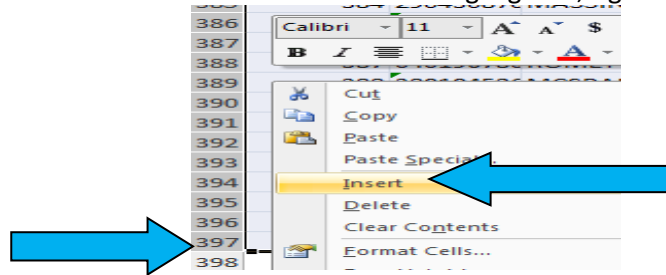 386
Calibri 11 A A $
387
B I A
388
389
Cut
390
391
Copy
392
Paste
393
Paste Special...
394
Insert
395
Delete
396
Clear Contents
397
Format Cells...
398